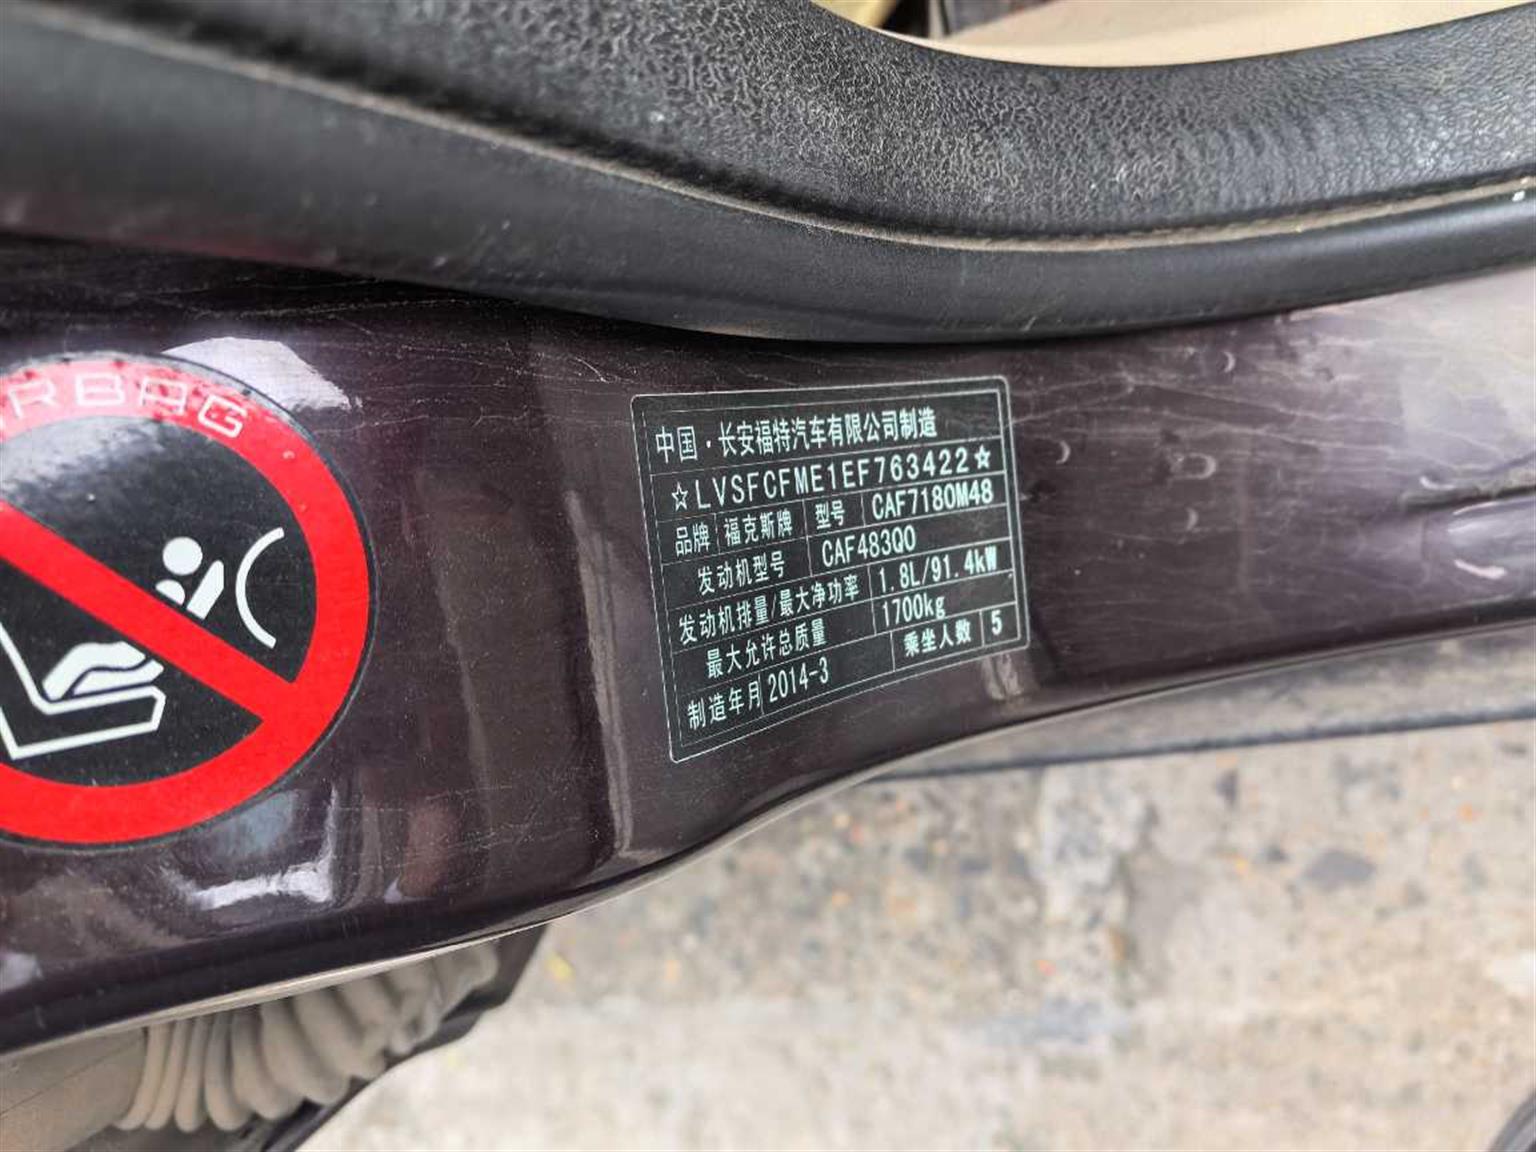 RBAG
中国·长安福特汽车有限公司制造
☆LVSFCFME1EF763422☆
品牌 福克斯牌 型号 CAF7180M48
发动机型号 CAF483Q0
发动机排量/最大净功率 1.8L/91.4kW
最大允许总质量 1700kg
制造年月 2014-3 乘坐人数 5